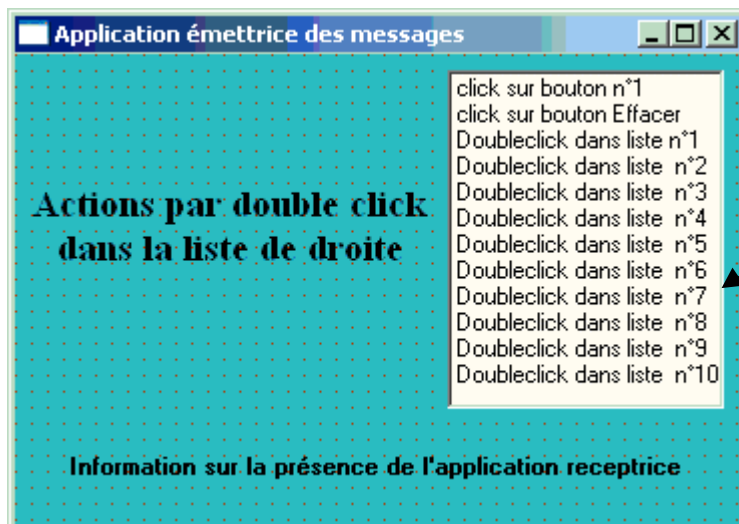 Application émettrice des messages
click sur bouton n°1
click sur bouton Effacer
Doubleclick dans liste n°1
Doubleclick dans liste n°2
Doubleclick dans liste n°3
Doubleclick dans liste n°4
Doubleclick dans liste n°5
Doubleclick dans liste n°6
Doubleclick dans liste n°7
Doubleclick dans liste n°8
Doubleclick dans liste n°9
Doubleclick dans liste n°10
Actions par double click
dans la liste de droite
Information sur la présence de l'application receptrice